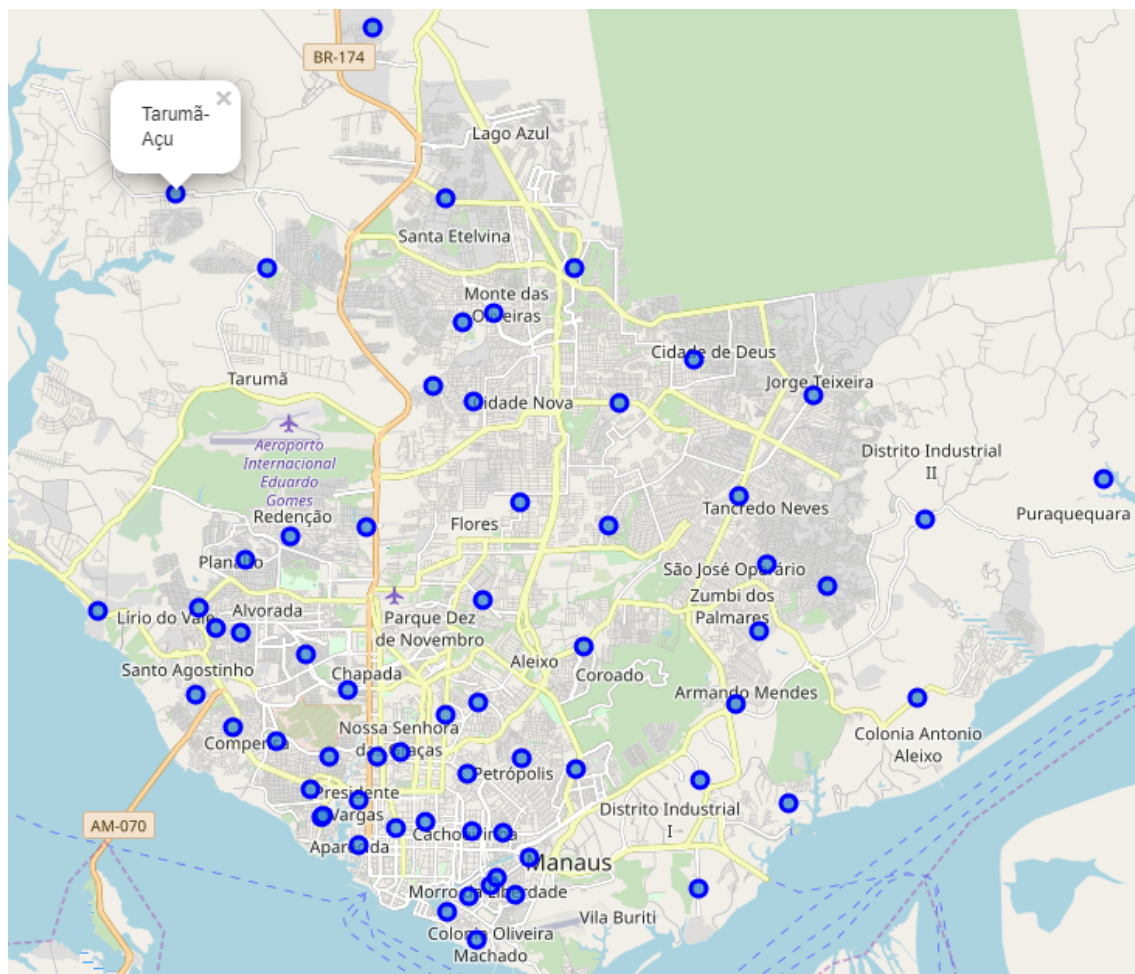 BR-174
Tarumã-
Açu
×
Lago Azul
Santa Etelvina
Monte das
Oliveiras
Cidade de Deus
Tarumã
Jorge Teixeira
Cidade Nova
Aeroporto
Internacional
Eduardo
Gomes
Distrito Industrial
II
Redenção
Flores
Tancredo Neves
Puraquequara
Planalto
São José Operário
Lírio do Vale
Alvorada
Parque Dez
de Novembro
Zumbi dos
Palmares
Santo Agostinho
Chapada
Aleixo
Coroado
Armando Mendes
Nossa Senhora
das Graças
Compensa
Colonia Antonio
Aleixo
Petrópolis
Presidente
Vargas
Distrito Industrial
I
AM-070
Aparecida
Cachoeirinha
Manaus
Morro da Liberdade
Vila Buriti
Colonia Oliveira
Machado